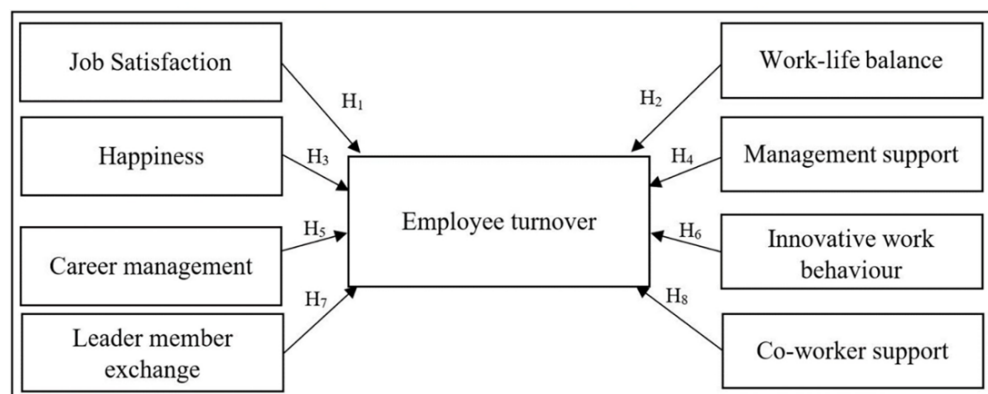 Job Satisfaction
Work-life balance
H₁
H₂
Happiness
H₃
H₄
Management support
Employee turnover
Career management
H₅
H₆
Innovative work
behaviour
Leader member
exchange
H₇
H₈
Co-worker support